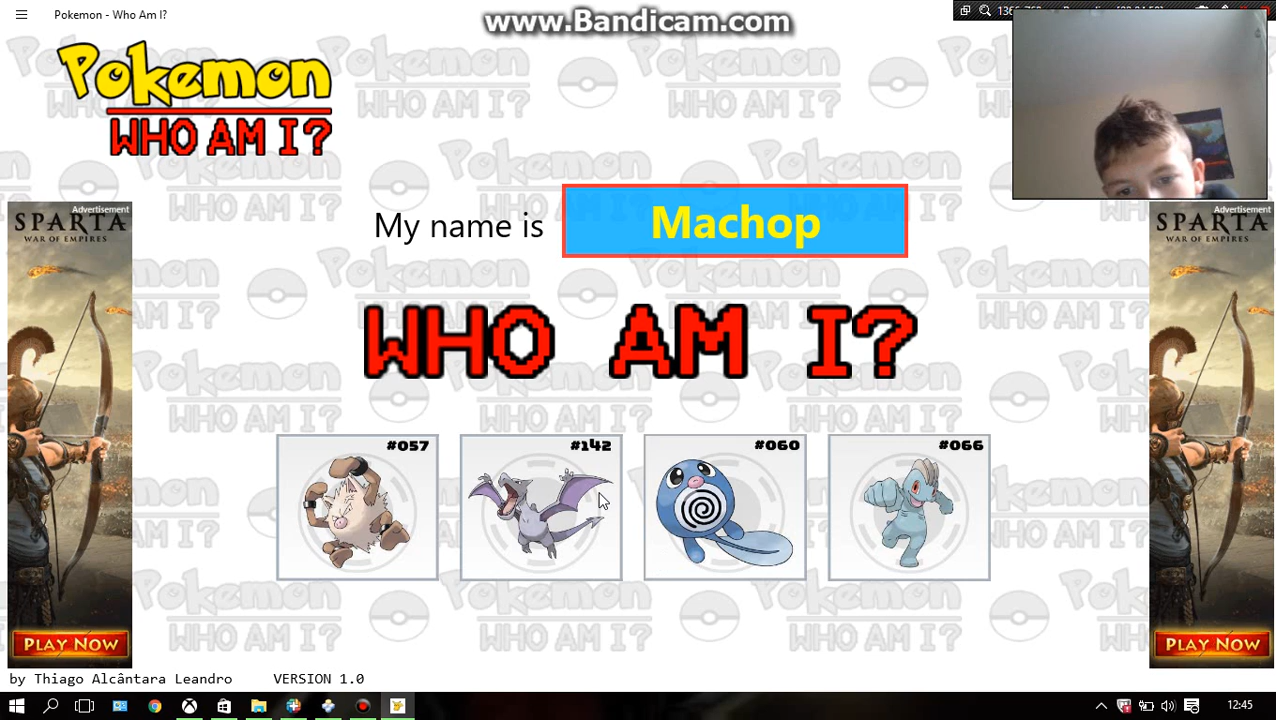 Pokemon - Who Am I?
www.Bandicam.com
Pokemon
WHO AM I?
My name is
Machop
WHO AM I?
Advertisement
SPARTA
WAR OF EMPIRES
PLAY NOW
Advertisement
SPARTA
WAR OF EMPIRES
PLAY NOW
#057
#142
#060
#066
by Thiago Alcântara Leandro
VERSION 1.0
12:45